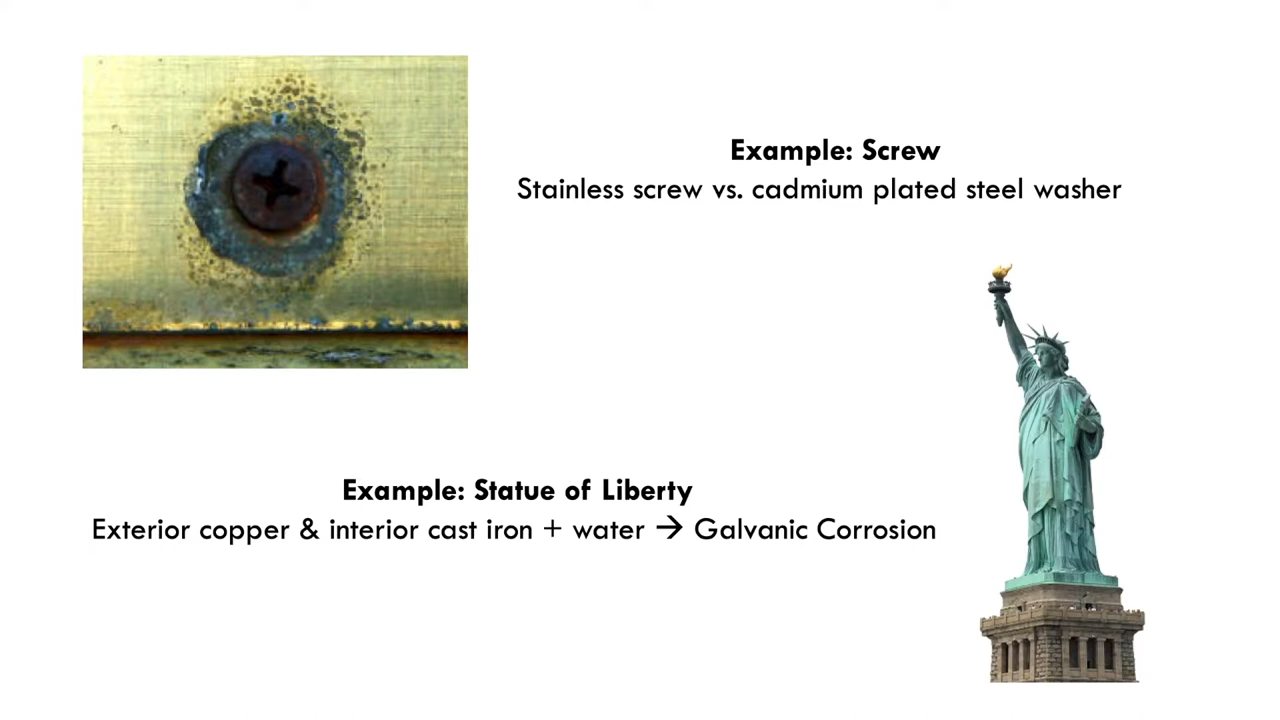 Example: Screw
Stainless screw vs. cadmium plated steel washer
Example: Statue of Liberty
Exterior copper & interior cast iron + water → Galvanic Corrosion